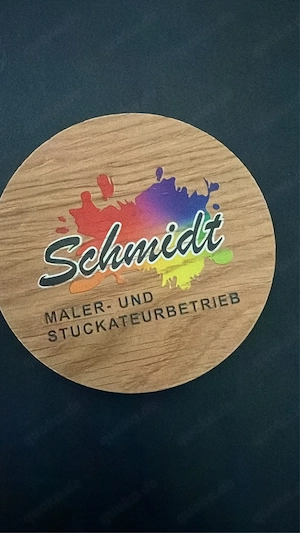 Schmidt
MALER- UND
STUCKATEURBETRIEB